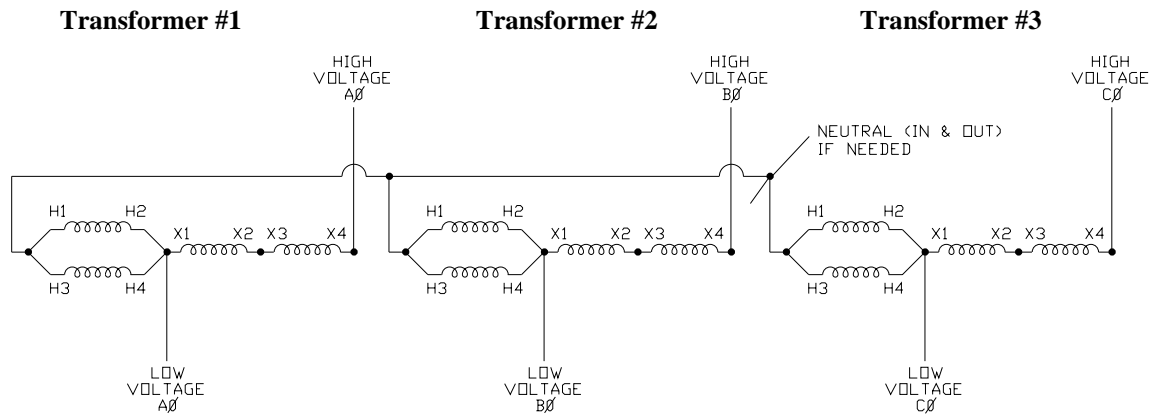 Transformer #1
Transformer #2
Transformer #3
HIGH
VOLTAGE
AØ
HIGH
VOLTAGE
BØ
HIGH
VOLTAGE
CØ
NEUTRAL (IN & OUT)
IF NEEDED
H1 H2
X1 X2 X3 X4
H3 H4
H1 H2
X1 X2 X3 X4
H3 H4
H1 H2
X1 X2 X3 X4
H3 H4
LOW
VOLTAGE
AØ
LOW
VOLTAGE
BØ
LOW
VOLTAGE
CØ